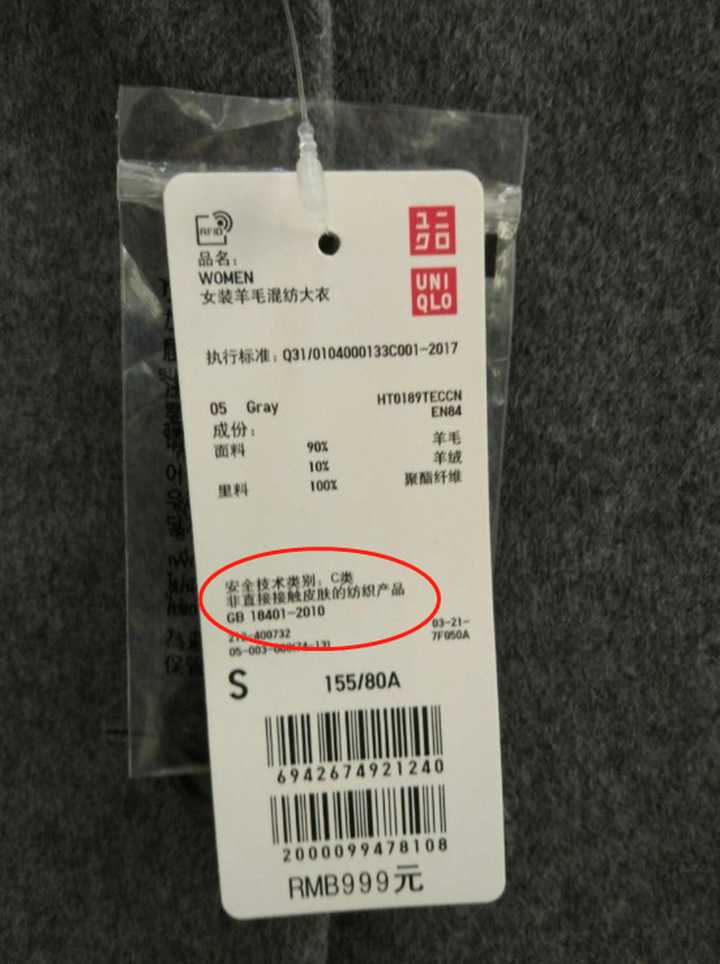 RFID
ユニ
クロ
品名：
WOMEN
女装羊毛混纺大衣
UNI
QLO
执行标准：Q31/0104000133C001-2017
05 Gray
HT0189TECCN
EN84
成份：
面料 90% 羊毛
10% 羊绒
里料 100% 聚酯纤维
安全技术类别：C类
非直接接触皮肤的纺织产品
GB 18401-2010
03-21-
7F050A
S 155/80A
6942674921240
2000099478108
RMB999元